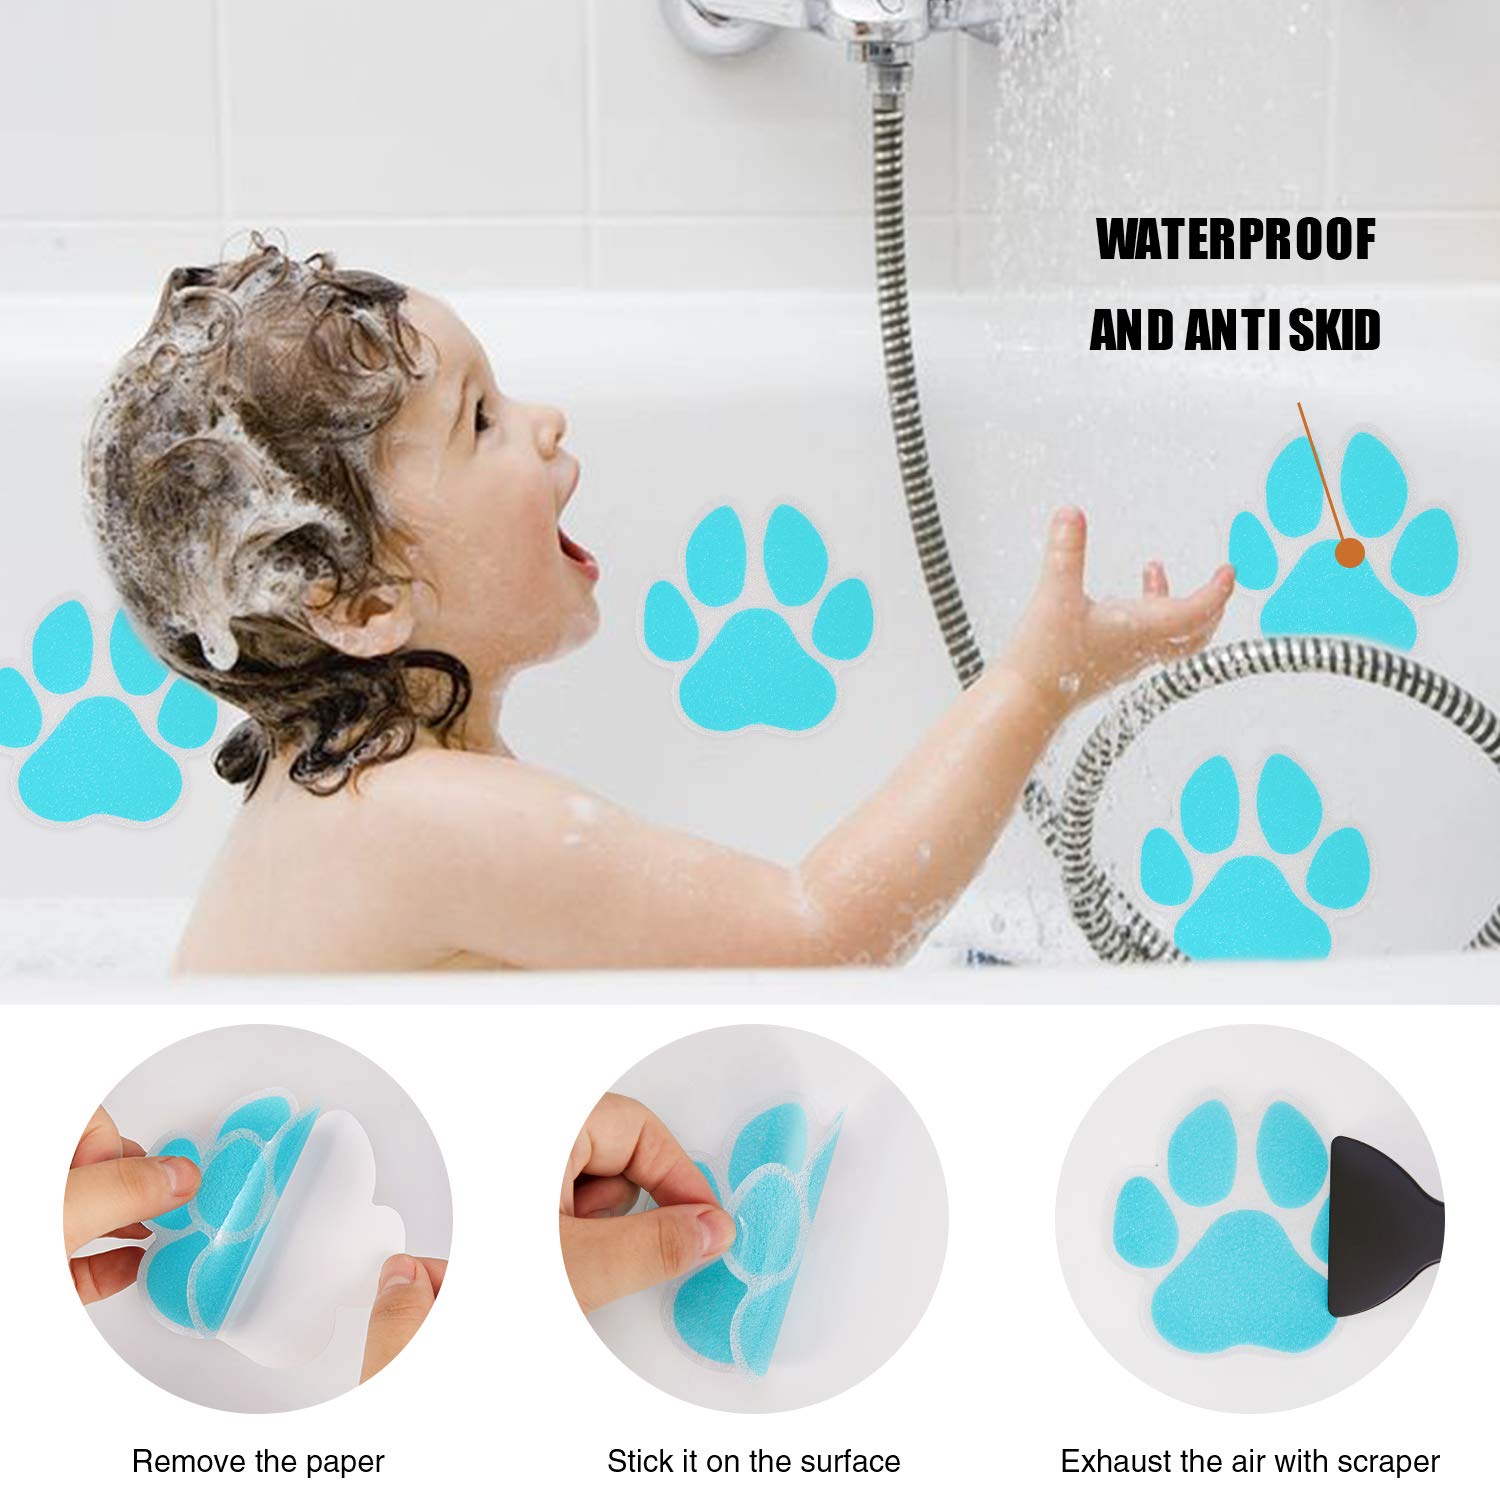 WATERPROOF
AND ANTI SKID
Remove the paper
Stick it on the surface
Exhaust the air with scraper